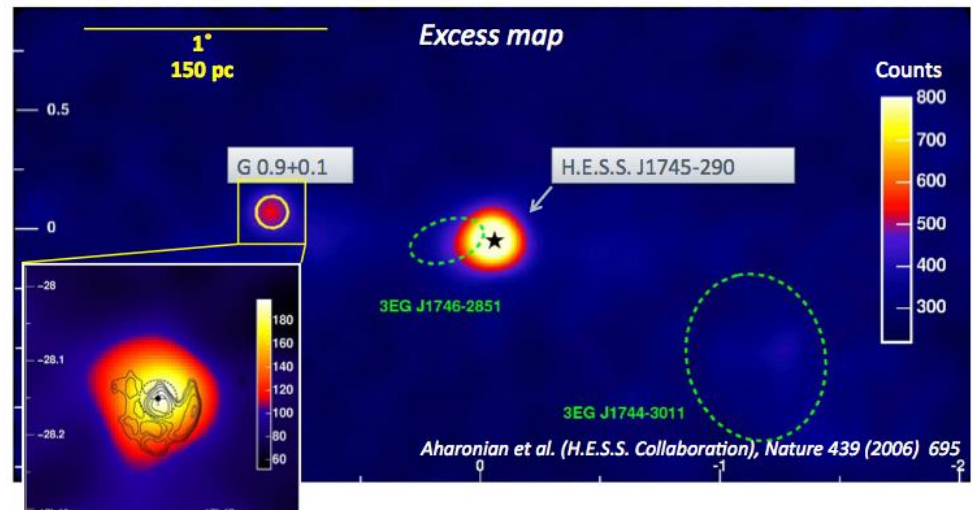 Excess map
1°
150 pc
Counts
0.5
0
G 0.9+0.1
H.E.S.S. J1745-290
800
700
600
500
400
300
3EG J1746-2851
3EG J1744-3011
Aharonian et al. (H.E.S.S. Collaboration), Nature 439 (2006) 695
0
-1
-2
-28
-28.1
-28.2
180
160
140
120
100
80
60